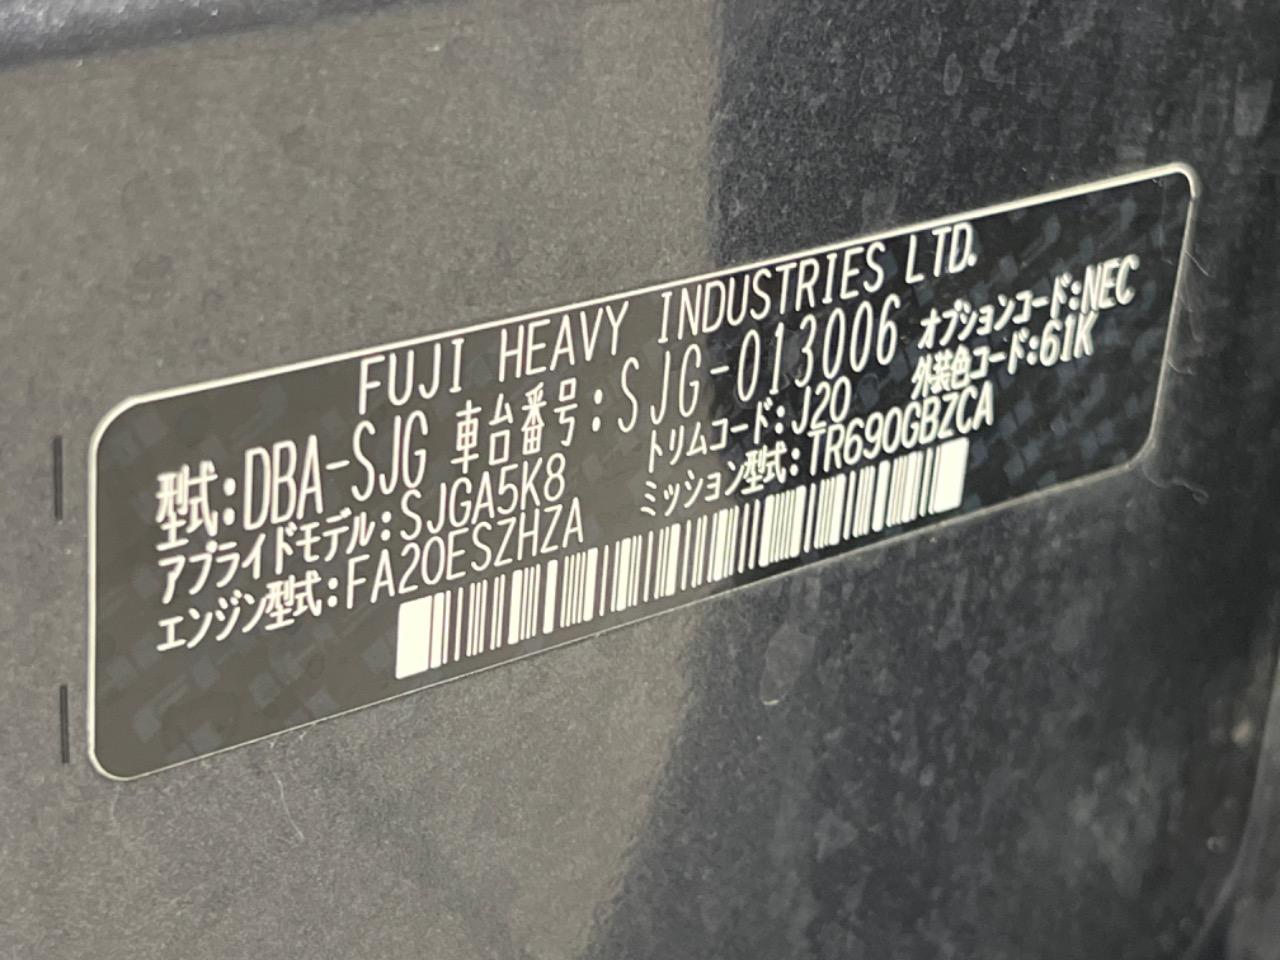 FUJI HEAVY INDUSTRIES LTD.
型式:DBA-SJG 車台番号:SJG-013006 オプションコード:NEC
アプライドモデル:SJGA5K8 トリムコード:J20 外装色コード:61K
エンジン型式:FA20ESZHZA ミッション型式:TR690GBZCA